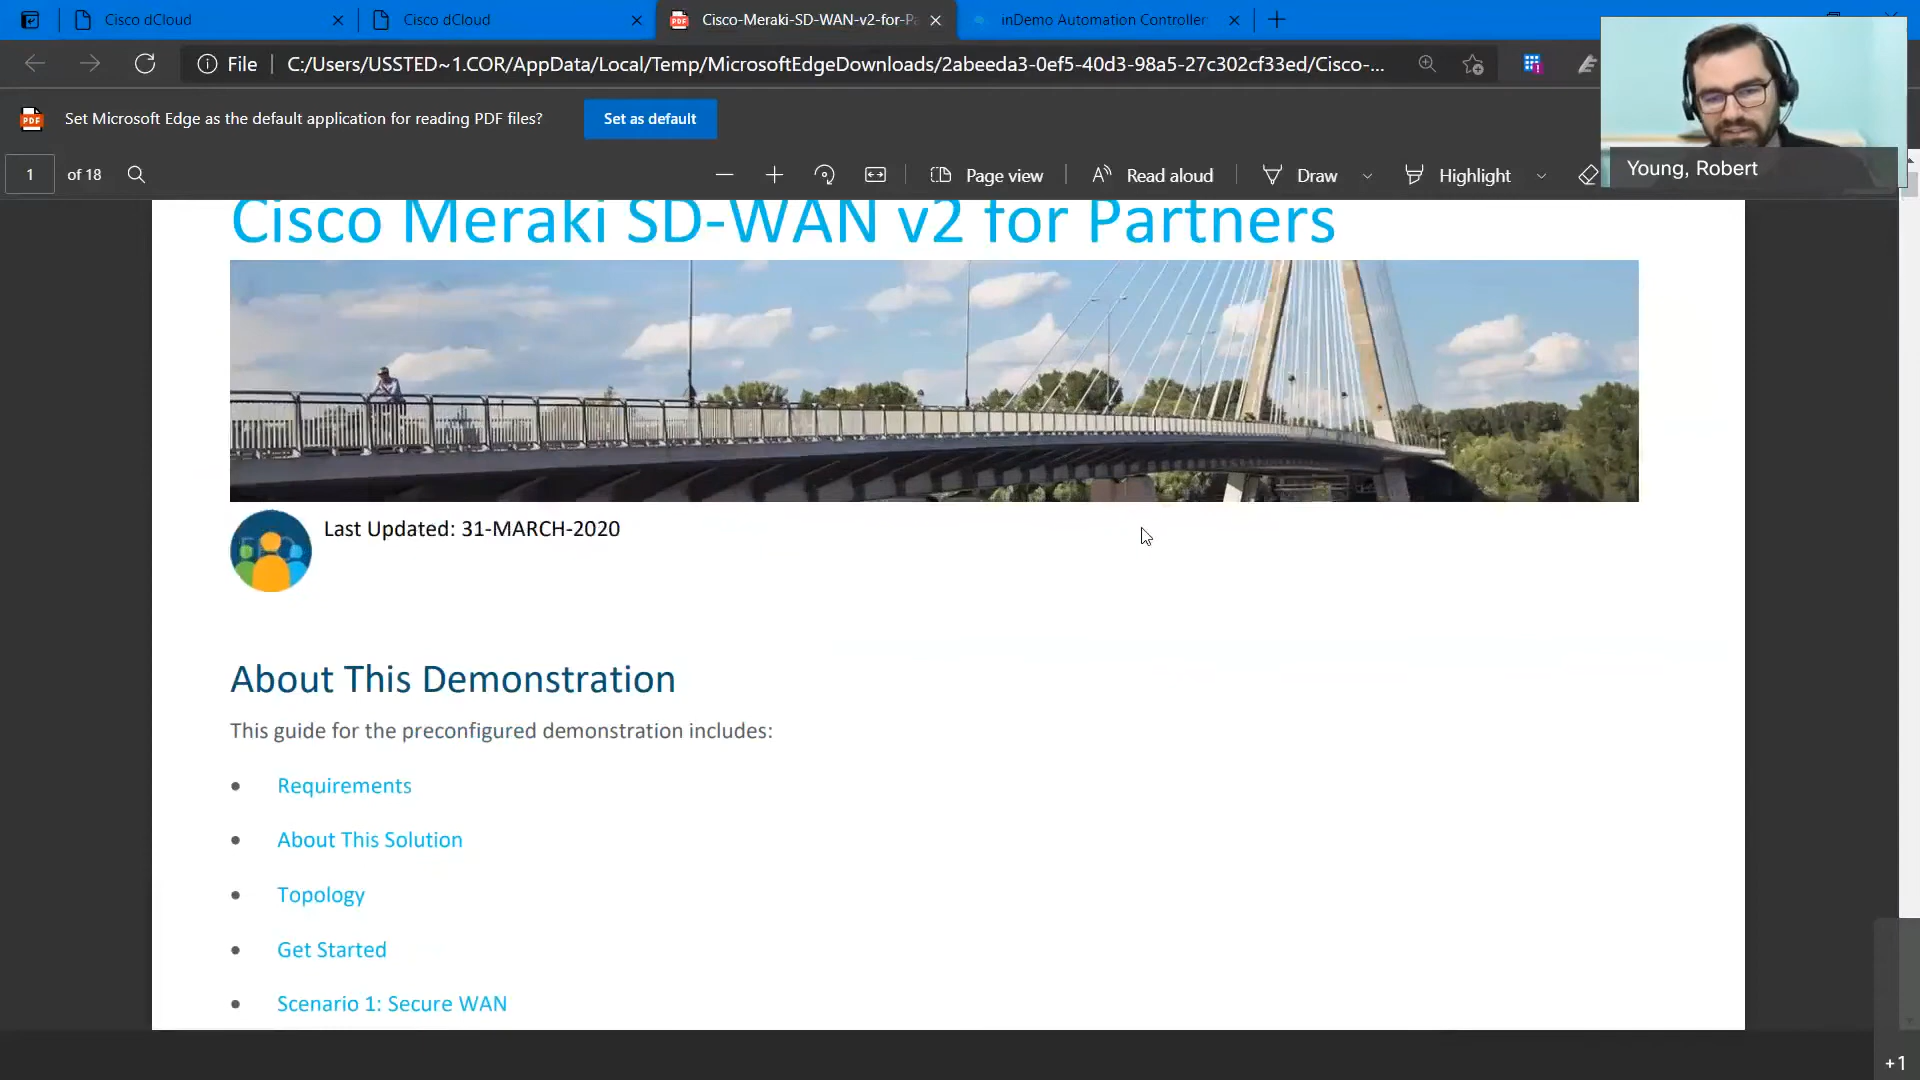 Cisco dCloud
Cisco dCloud
Cisco-Meraki-SD-WAN-v2-for-Pa
inDemo Automation Controller
File
C:/Users/USSTED~1.COR/AppData/Local/Temp/MicrosoftEdgeDownloads/2abeeda3-0ef5-40d3-98a5-27c302cf33ed/Cisco-...
PDF
Set Microsoft Edge as the default application for reading PDF files?
Set as default
1
of 18
Page view
Read aloud
Draw
Highlight
Young, Robert
Cisco Meraki SD-WAN v2 for Partners
Last Updated: 31-MARCH-2020
About This Demonstration
This guide for the preconfigured demonstration includes:
• Requirements
• About This Solution
• Topology
• Get Started
• Scenario 1: Secure WAN
+1